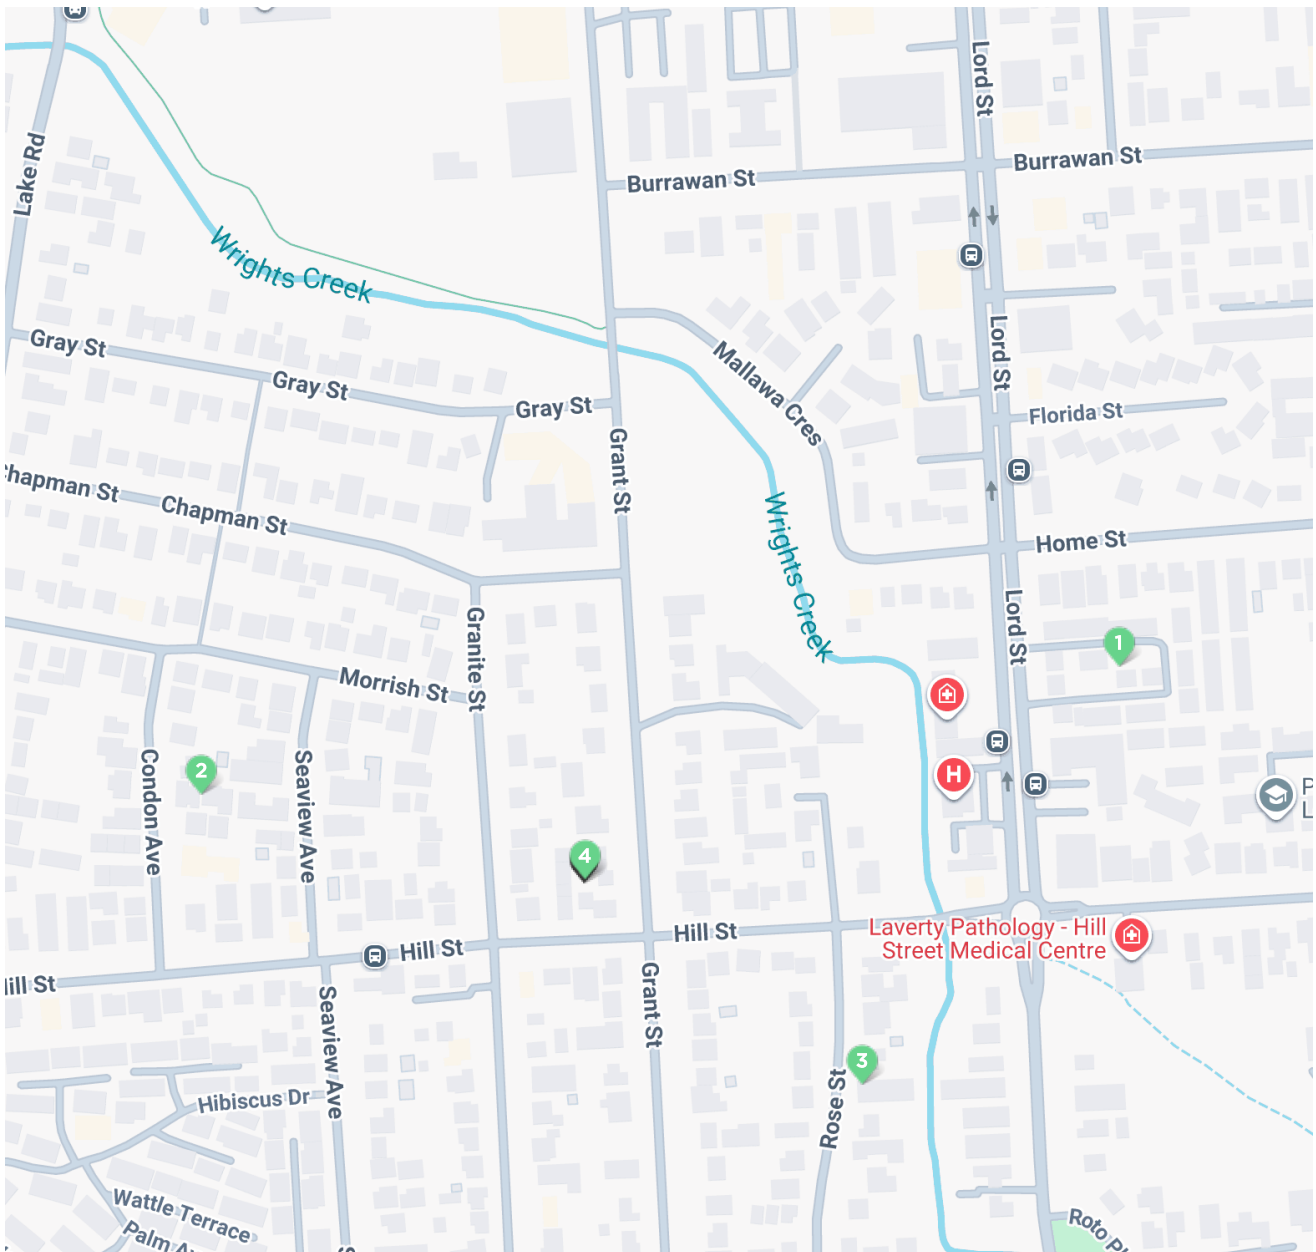 Lord St
Burrawan St
Burrawan St
Lake Rd
Wrights Creek
Gray St
Gray St
Gray St
Mallawa Cres
Lord St
Florida St
Grant St
Chapman St
Chapman St
Wrights Creek
Home St
Granite St
Lord St
1
Morrish St
2
Condon Ave
Seaview Ave
H
4
Hill St
Hill St
Laverty Pathology - Hill
Street Medical Centre
Hill St
Seaview Ave
Grant St
3
Rose St
Hibiscus Dr
Wattle Terrace
Palm
Roto